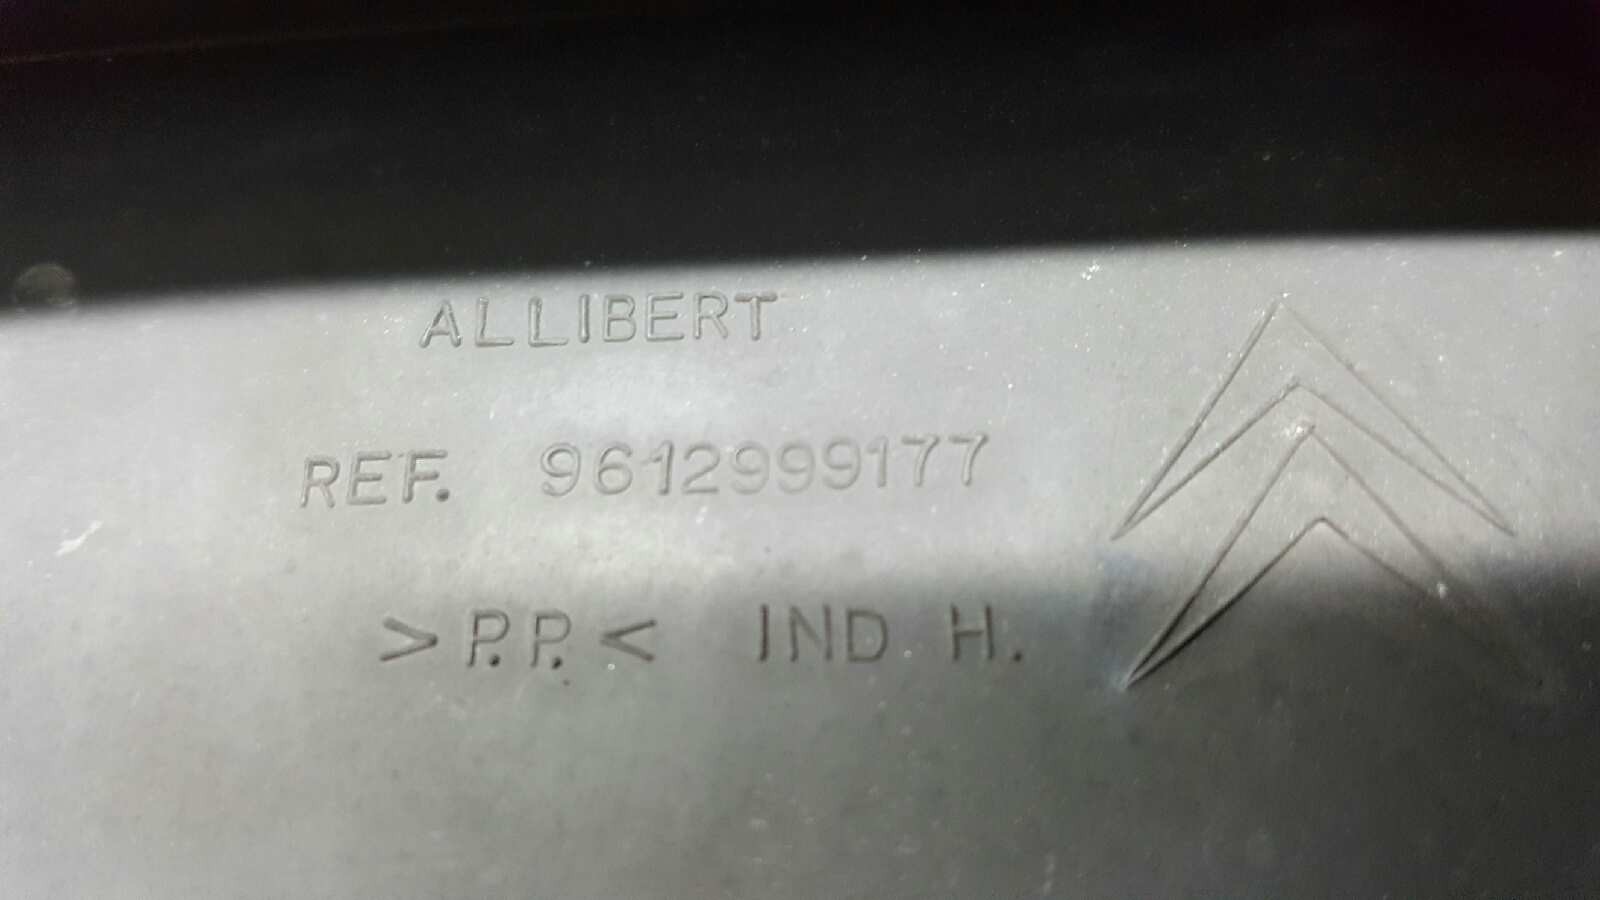 ALLIBERT
REF. 9612999177
>P.P.< IND H.